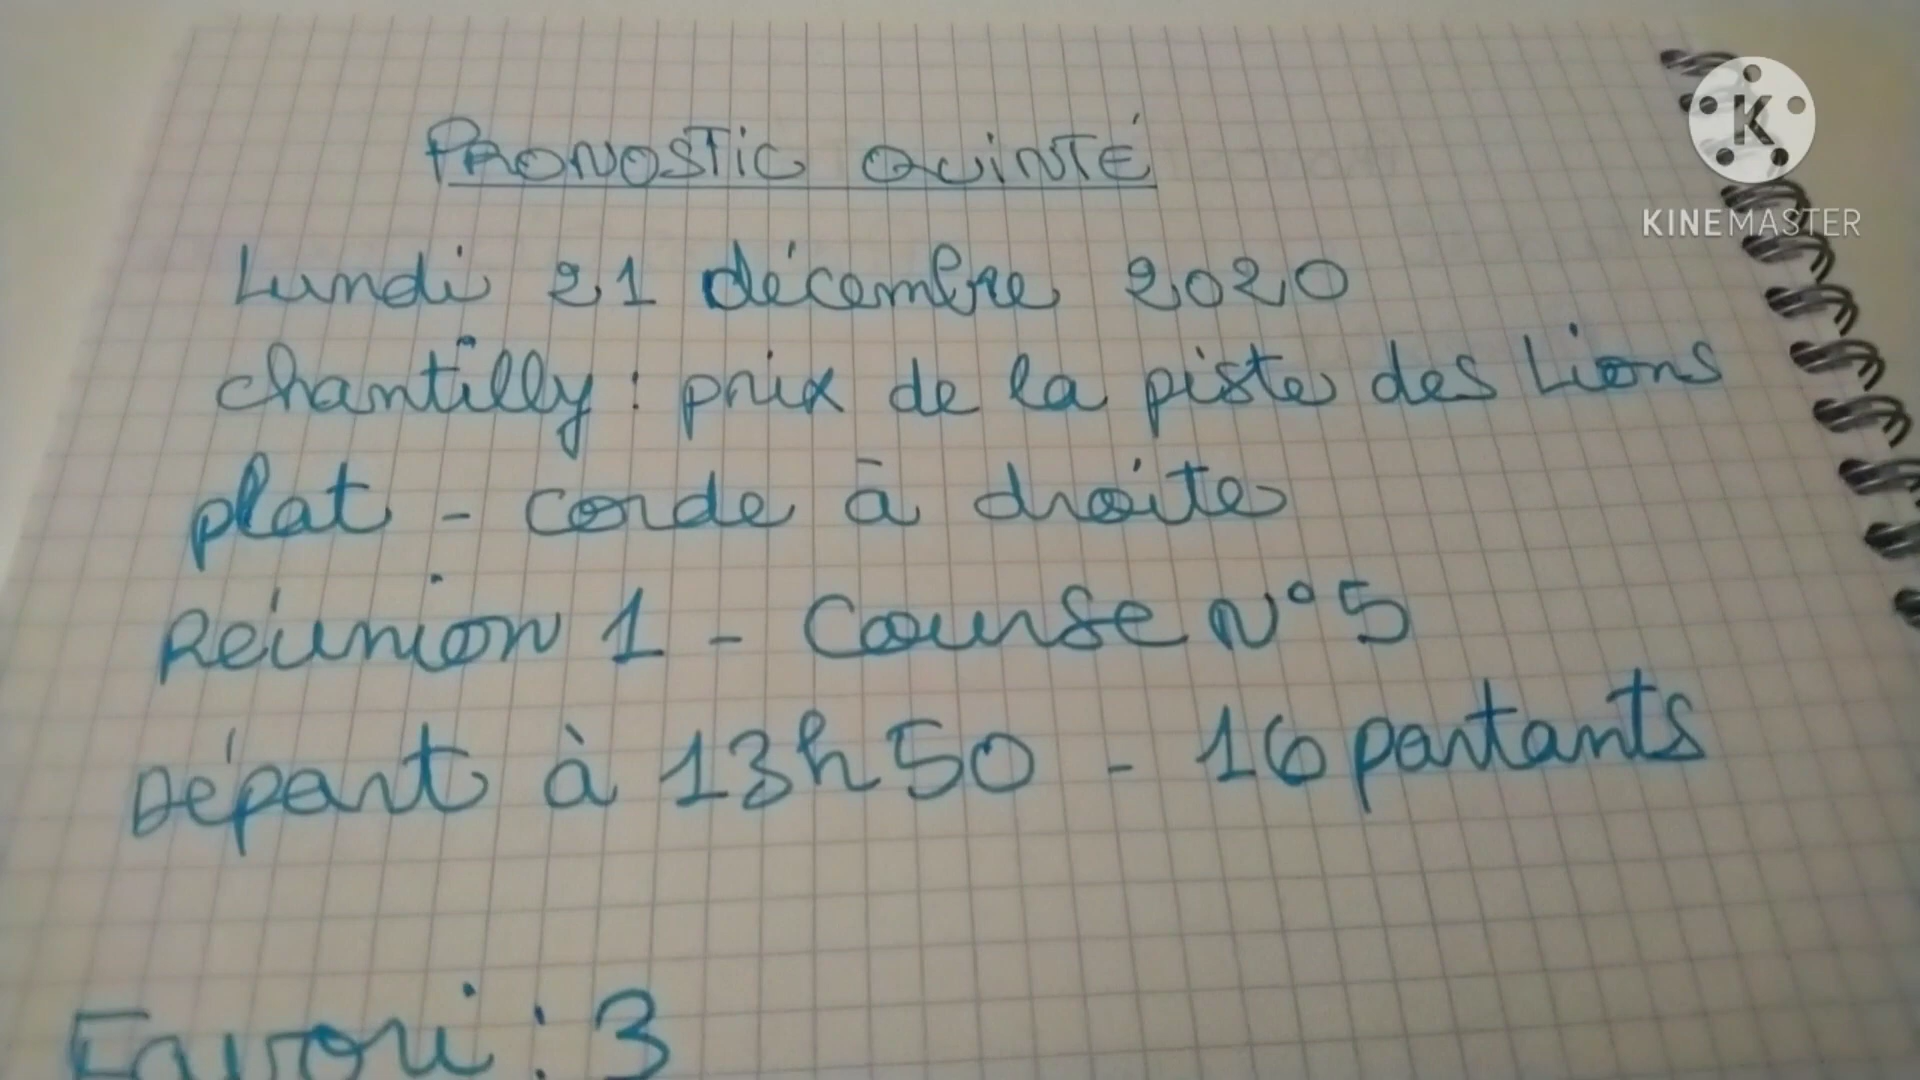 PRONOSTIC QUINTÉ
Lundi 21 décembre 2020
chantilly : prix de la piste des Lions
plat - corde à droite
Réunion 1 - Course N° 5
Départ à 13h50 - 16 partants
Favori : 3
K
KINEMASTER